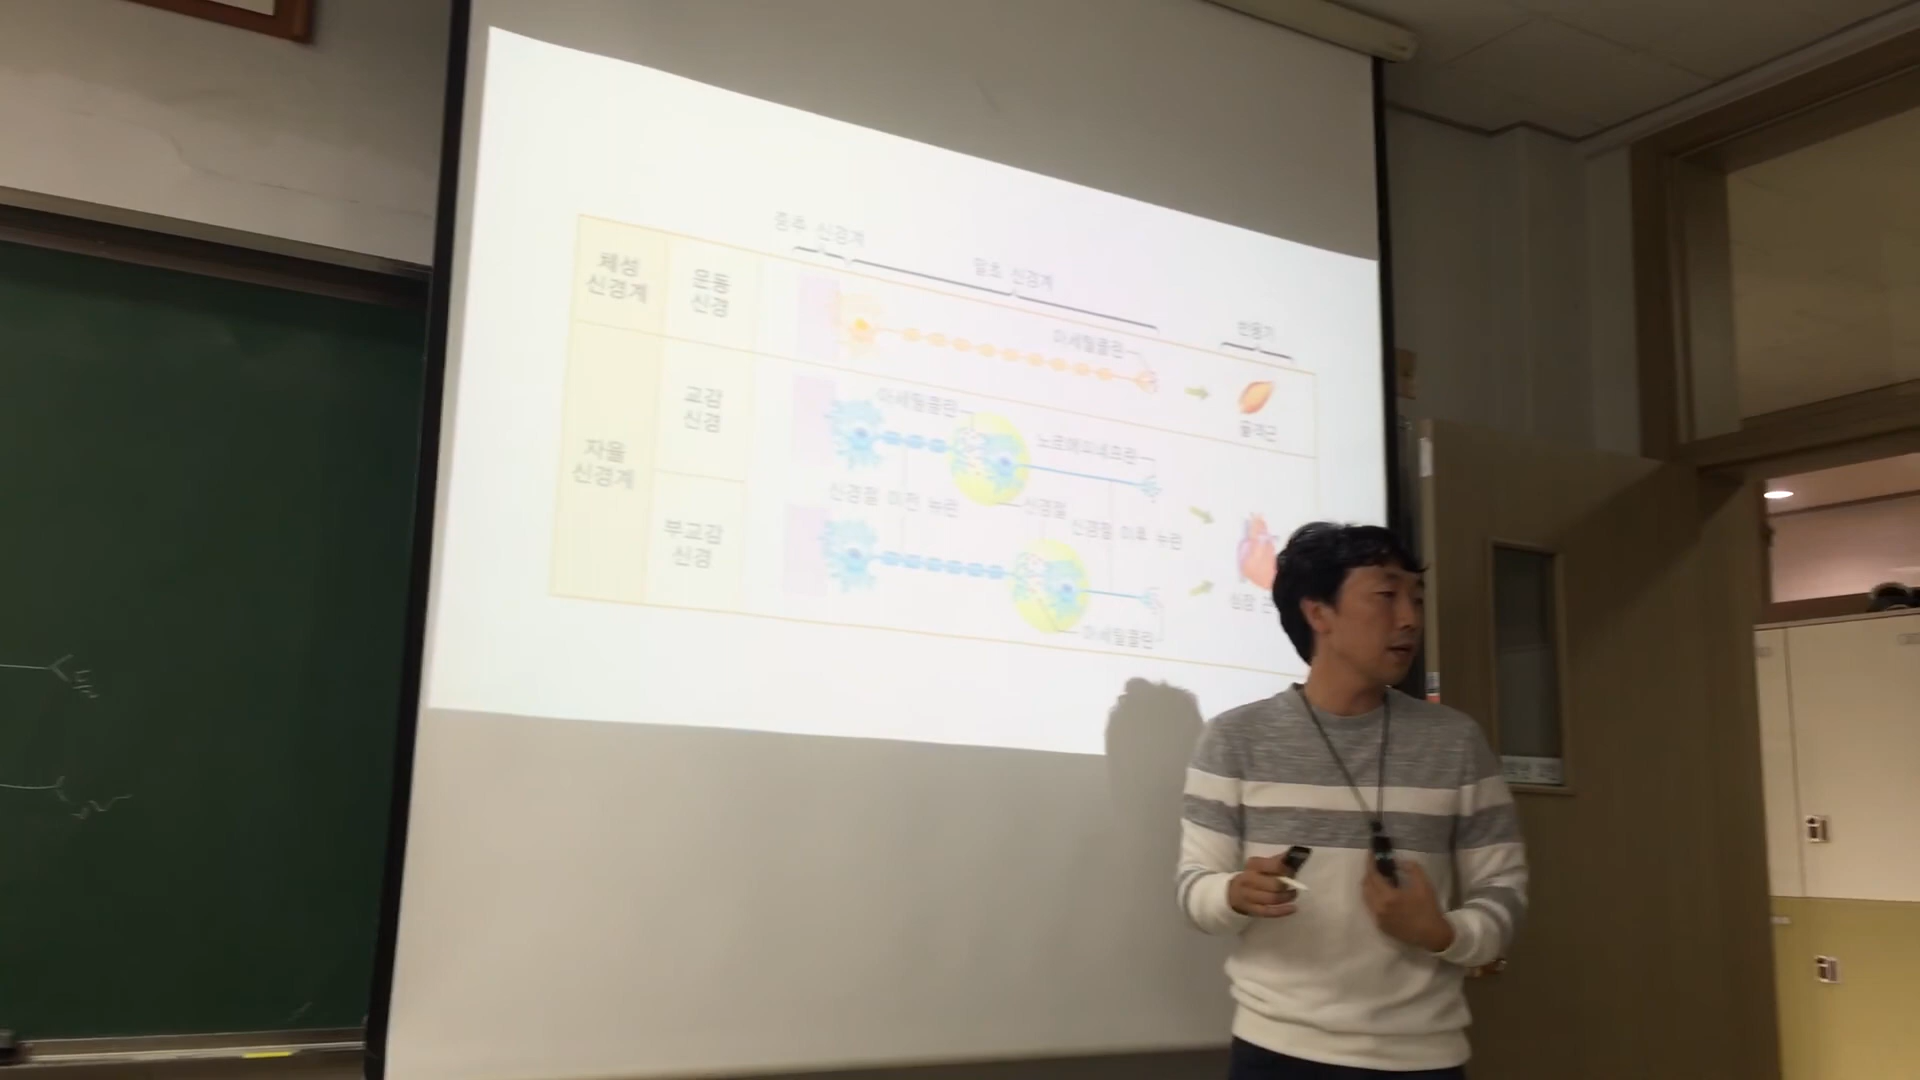 중추 신경계
말초 신경계
반응기
체성
신경계
운동
신경
아세틸콜린
골격근
자율
신경계
교감
신경
아세틸콜린
노르에피네프린
신경절 이전 뉴런
신경절
신경절 이후 뉴런
부교감
신경
아세틸콜린
심장